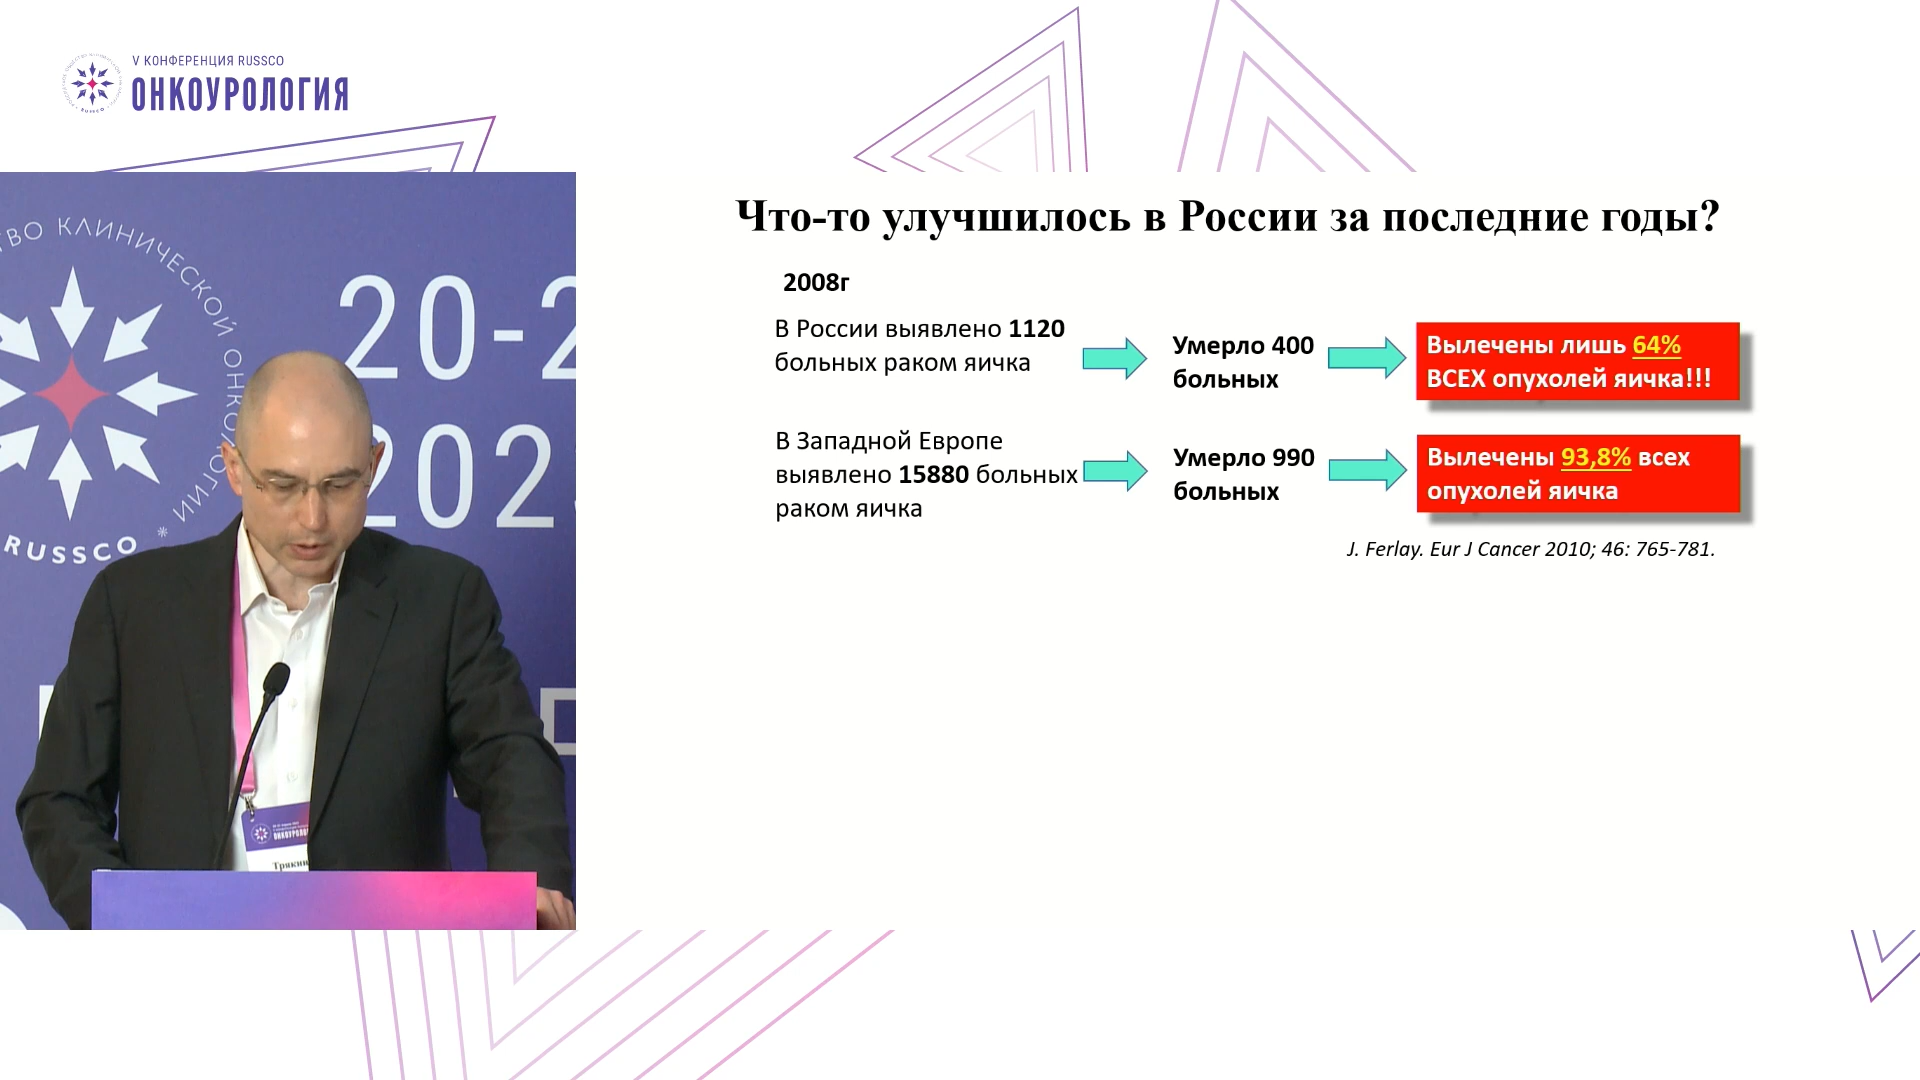 V КОНФЕРЕНЦИЯ RUSSCO
ОНКОУРОЛОГИЯ
КЛИНИЧЕСКОЙ ОНКОЛОГИИ *
RUSSCO
20-2
202
Что-то улучшилось в России за последние годы?
2008г
В России выявлено 1120
больных раком яичка
Умерло 400
больных
Вылечены лишь 64%
ВСЕХ опухолей яичка!!!
В Западной Европе
выявлено 15880 больных
раком яичка
Умерло 990
больных
Вылечены 93,8% всех
опухолей яичка
J. Ferlay. Eur J Cancer 2010; 46: 765-781.